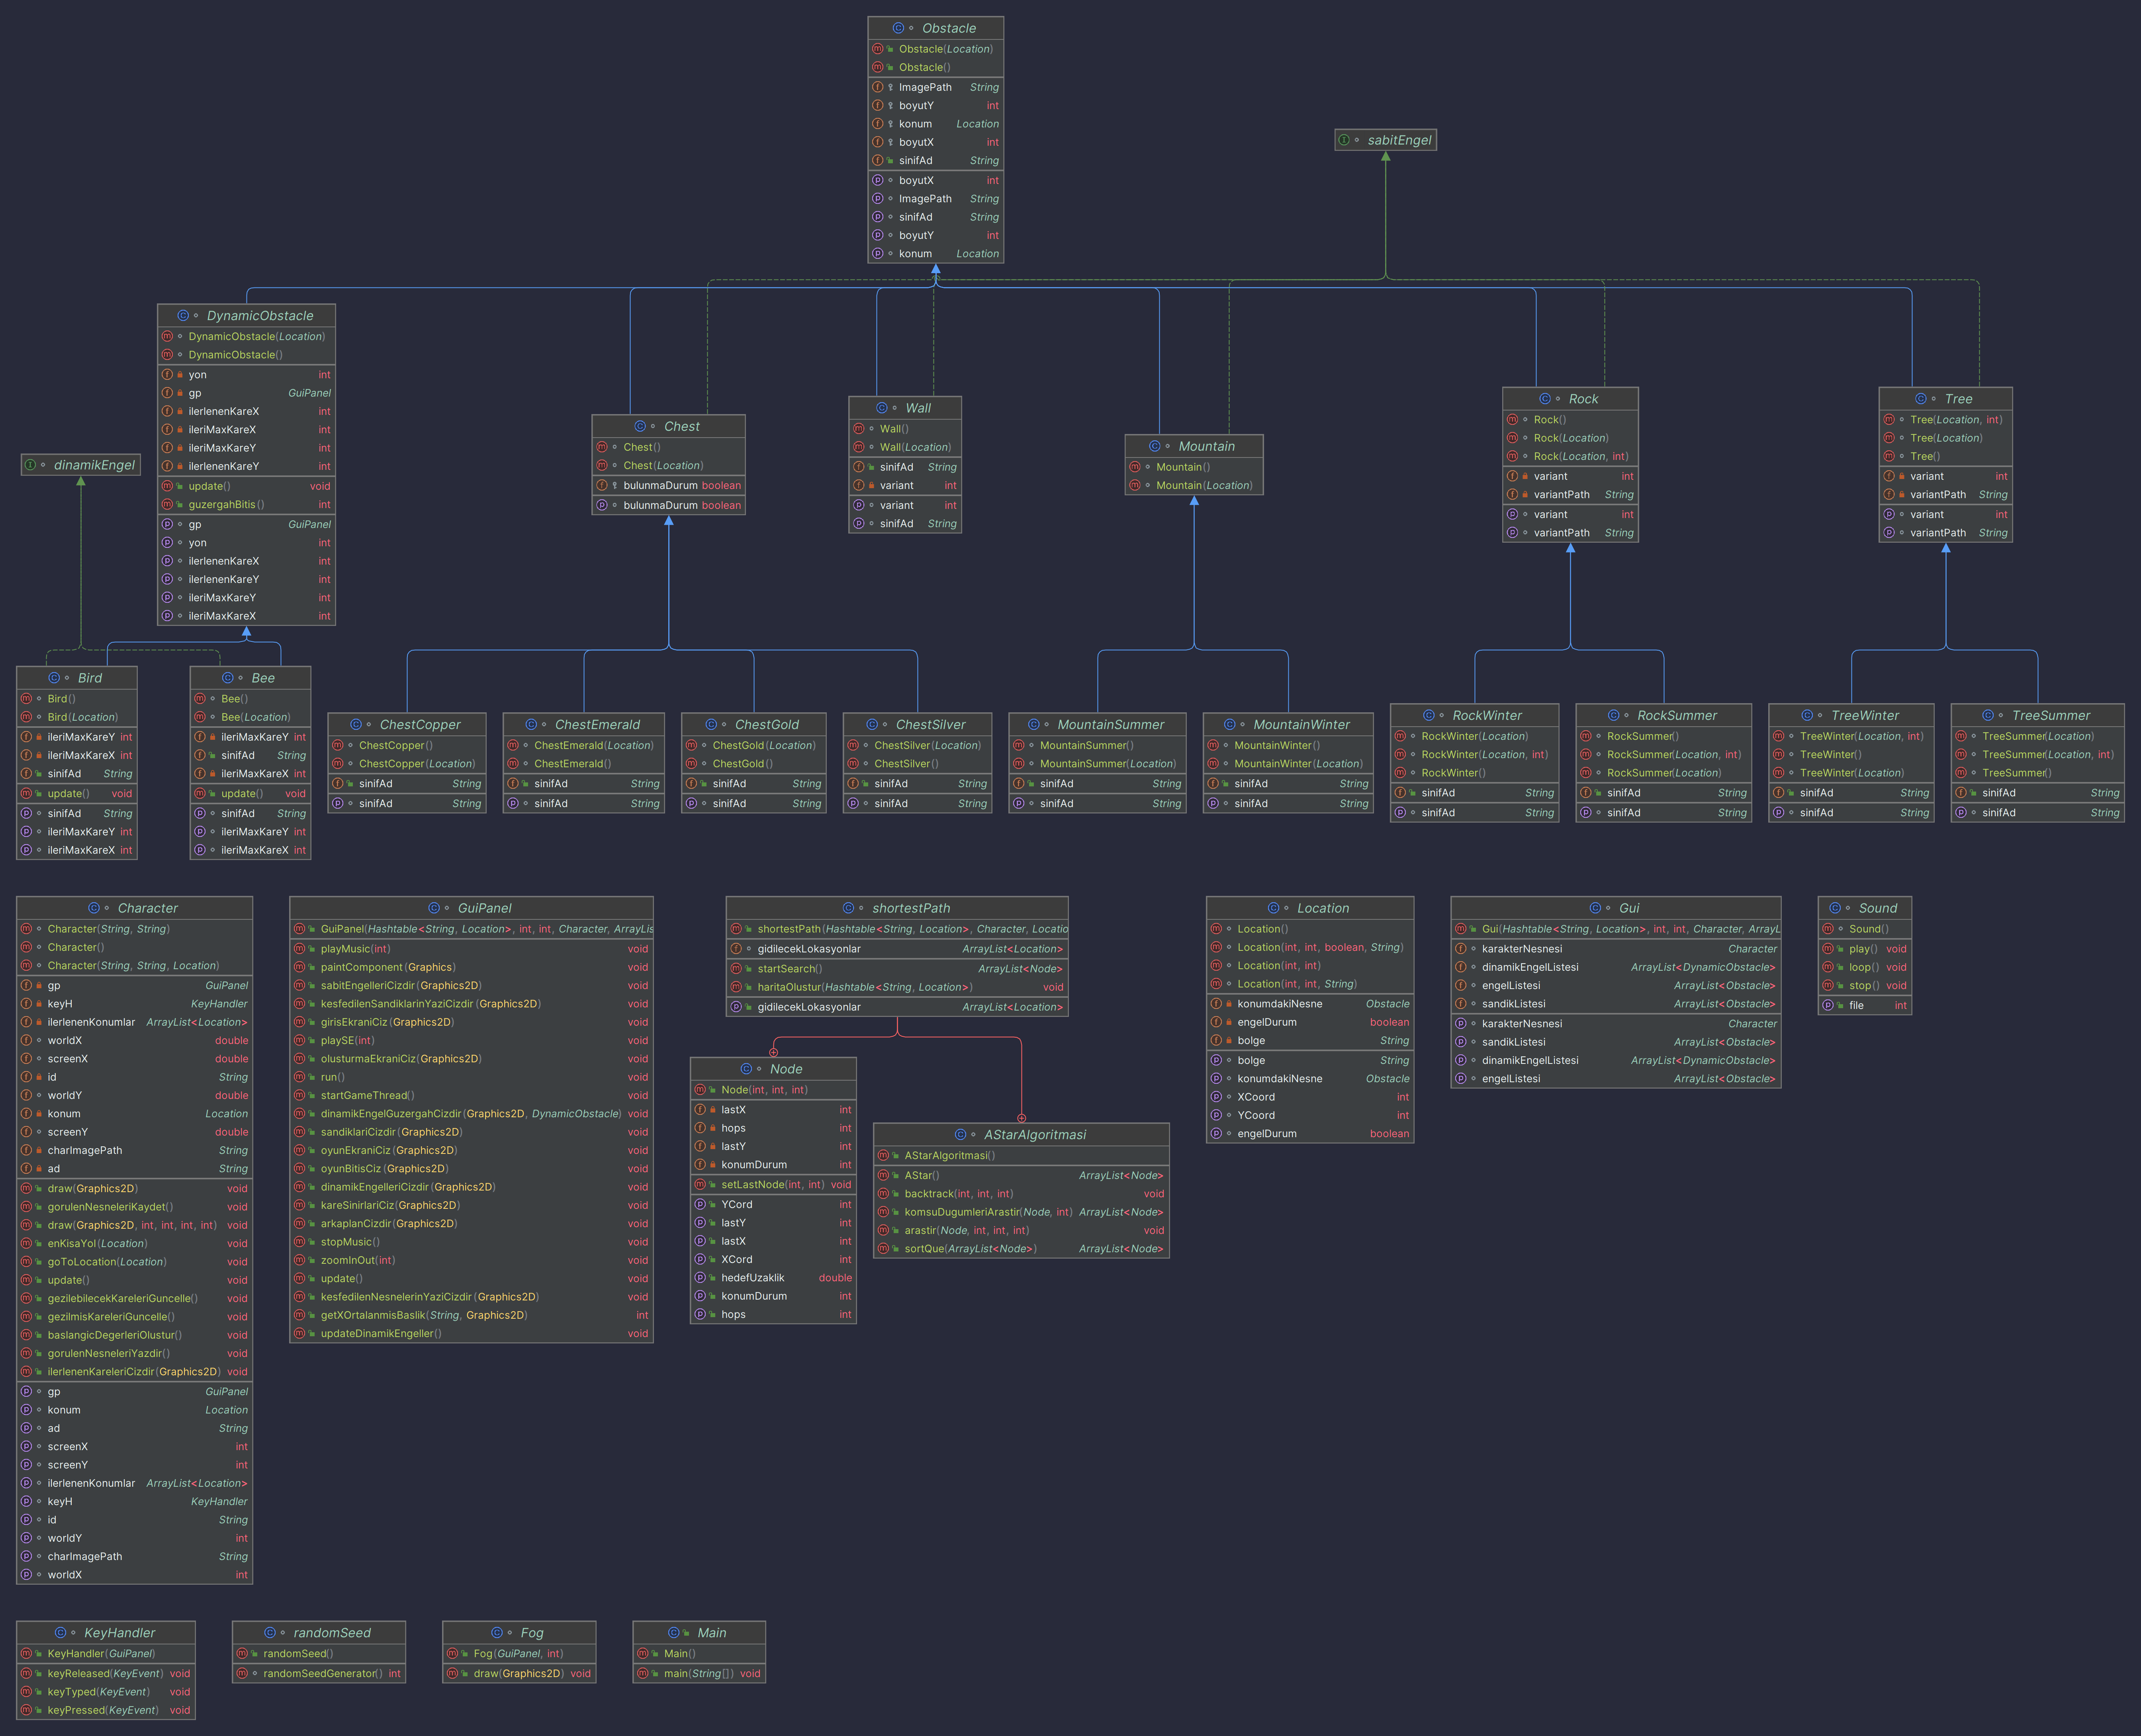 Obstacle
Obstacle(Location)
Obstacle()
ImagePath String
boyutY int
konum Location
boyutX int
sinifAd String
boyutX int
ImagePath String
sinifAd String
boyutY int
konum Location
sabitEngel
DynamicObstacle
DynamicObstacle(Location)
DynamicObstacle()
yon int
gp GuiPanel
ilerlenenKareX int
ileriMaxKareX int
ileriMaxKareY int
ilerlenenKareY int
update() void
guzergahBitis() int
gp GuiPanel
yon int
ilerlenenKareX int
ilerlenenKareY int
ileriMaxKareY int
ileriMaxKareX int
dinamikEngel
Chest
Chest()
Chest(Location)
bulunmaDurum boolean
bulunmaDurum boolean
Wall
Wall()
Wall(Location)
sinifAd String
variant int
variant int
sinifAd String
Mountain
Mountain()
Mountain(Location)
Rock
Rock()
Rock(Location)
Rock(Location, int)
variant int
variantPath String
variant int
variantPath String
Tree
Tree(Location, int)
Tree(Location)
Tree()
variant int
variantPath String
variant int
variantPath String
Bird
Bird()
Bird(Location)
ileriMaxKareY int
ileriMaxKareX int
sinifAd String
update() void
sinifAd String
ileriMaxKareY int
ileriMaxKareX int
Bee
Bee()
Bee(Location)
ileriMaxKareY int
sinifAd String
ileriMaxKareX int
update() void
sinifAd String
ileriMaxKareY int
ileriMaxKareX int
ChestCopper
ChestCopper()
ChestCopper(Location)
sinifAd String
sinifAd String
ChestEmerald
ChestEmerald(Location)
ChestEmerald()
sinifAd String
sinifAd String
ChestGold
ChestGold(Location)
ChestGold()
sinifAd String
sinifAd String
ChestSilver
ChestSilver(Location)
ChestSilver()
sinifAd String
sinifAd String
MountainSummer
MountainSummer()
MountainSummer(Location)
sinifAd String
sinifAd String
MountainWinter
MountainWinter()
MountainWinter(Location)
sinifAd String
sinifAd String
RockWinter
RockWinter(Location)
RockWinter(Location, int)
RockWinter()
sinifAd String
sinifAd String
RockSummer
RockSummer()
RockSummer(Location, int)
RockSummer(Location)
sinifAd String
sinifAd String
TreeWinter
TreeWinter(Location, int)
TreeWinter()
TreeWinter(Location)
sinifAd String
sinifAd String
TreeSummer
TreeSummer(Location)
TreeSummer(Location, int)
TreeSummer()
sinifAd String
sinifAd String
Character
Character(String, String)
Character()
Character(String, String, Location)
gp GuiPanel
keyH KeyHandler
ilerlenenKonumlar ArrayList<Location>
worldX double
screenX double
id String
worldY double
konum Location
screenY double
charImagePath String
ad String
draw(Graphics2D) void
gorulenNesneleriKaydet() void
draw(Graphics2D, int, int, int, int) void
enKisaYol(Location) void
goToLocation(Location) void
update() void
gezilebilecekKareleriGuncelle() void
gezilmisKareleriGuncelle() void
baslangicDegerleriOlustur() void
gorulenNesneleriYazdir() void
ilerlenenKareleriCizdir(Graphics2D) void
gp GuiPanel
konum Location
ad String
screenX int
screenY int
ilerlenenKonumlar ArrayList<Location>
keyH KeyHandler
id String
worldY int
charImagePath String
worldX int
GuiPanel
GuiPanel(Hashtable<String, Location>, int, int, Character, ArrayLis
playMusic(int) void
paintComponent(Graphics) void
sabitEngelleriCizdir(Graphics2D) void
kesfedilenSandiklarinYaziCizdir(Graphics2D) void
girisEkraniCiz(Graphics2D) void
playSE(int) void
olusturmaEkraniCiz(Graphics2D) void
run() void
startGameThread() void
dinamikEngelGuzergahCizdir(Graphics2D, DynamicObstacle) void
sandiklariCizdir(Graphics2D) void
oyunEkraniCiz(Graphics2D) void
oyunBitisCiz(Graphics2D) void
dinamikEngelleriCizdir(Graphics2D) void
kareSinirlariCiz(Graphics2D) void
arkaplanCizdir(Graphics2D) void
stopMusic() void
zoomInOut(int) void
update() void
kesfedilenNesnelerinYaziCizdir(Graphics2D) void
getXOrtalanmisBaslik(String, Graphics2D) int
updateDinamikEngeller() void
shortestPath
shortestPath(Hashtable<String, Location>, Character, Locatio
gidilecekLokasyonlar ArrayList<Location>
startSearch() ArrayList<Node>
haritaOlustur(Hashtable<String, Location>) void
gidilecekLokasyonlar ArrayList<Location>
Node
Node(int, int, int)
lastX int
hops int
lastY int
konumDurum int
setLastNode(int, int) void
YCord int
lastY int
lastX int
XCord int
hedefUzaklik double
konumDurum int
hops int
AStarAlgoritmasi
AStarAlgoritmasi()
AStar() ArrayList<Node>
backtrack(int, int, int) void
komsuDugumleriArastir(Node, int) ArrayList<Node>
arastir(Node, int, int, int) void
sortQue(ArrayList<Node>) ArrayList<Node>
Location
Location()
Location(int, int, boolean, String)
Location(int, int)
Location(int, int, String)
konumdakiNesne Obstacle
engelDurum boolean
bolge String
bolge String
konumdakiNesne Obstacle
XCoord int
YCoord int
engelDurum boolean
Gui
Gui(Hashtable<String, Location>, int, int, Character, ArrayL
karakterNesnesi Character
dinamikEngelListesi ArrayList<DynamicObstacle>
engelListesi ArrayList<Obstacle>
sandikListesi ArrayList<Obstacle>
karakterNesnesi Character
sandikListesi ArrayList<Obstacle>
dinamikEngelListesi ArrayList<DynamicObstacle>
engelListesi ArrayList<Obstacle>
Sound
Sound()
play() void
loop() void
stop() void
file int
KeyHandler
KeyHandler(GuiPanel)
keyReleased(KeyEvent) void
keyTyped(KeyEvent) void
keyPressed(KeyEvent) void
randomSeed
randomSeed()
randomSeedGenerator() int
Fog
Fog(GuiPanel, int)
draw(Graphics2D) void
Main
Main()
main(String[]) void